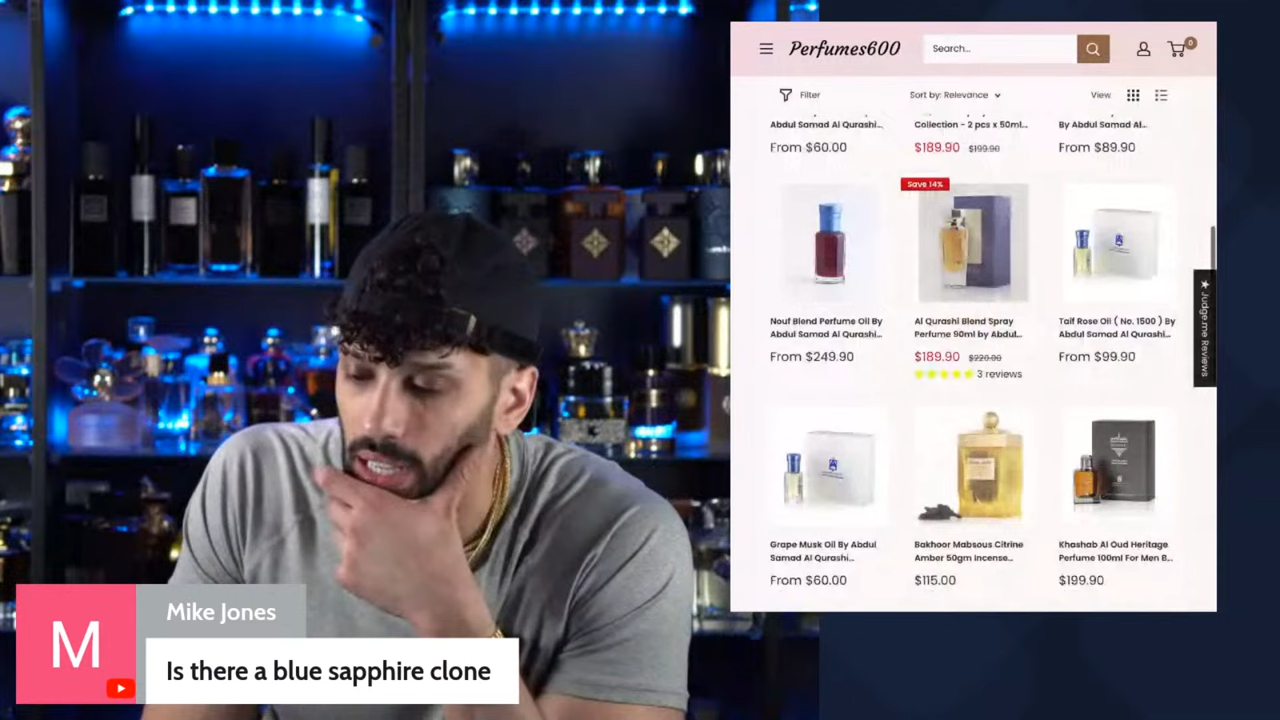 Perfumes600
Search...
0
Filter
Sort by: Relevance
View
Abdul Samad Al Qurashi...
Collection - 2 pcs x 50ml...
By Abdul Samad Al...
From $60.00
$189.90 $199.90
From $89.90
Save 14%
Nouf Blend Perfume Oil By
Abdul Samad Al Qurashi...
Al Qurashi Blend Spray
Perfume 90ml by Abdul...
Taif Rose Oil ( No. 1500 ) By
Abdul Samad Al Qurashi...
From $249.90
$189.90 $220.00
3 reviews
From $99.90
★ Judge.me Reviews
Grape Musk Oil By Abdul
Samad Al Qurashi...
Bakhoor Mabsous Citrine
Amber 50gm Incense...
Khashab Al Oud Heritage
Perfume 100ml For Men B...
From $60.00
$115.00
$199.90
M
Mike Jones
Is there a blue sapphire clone